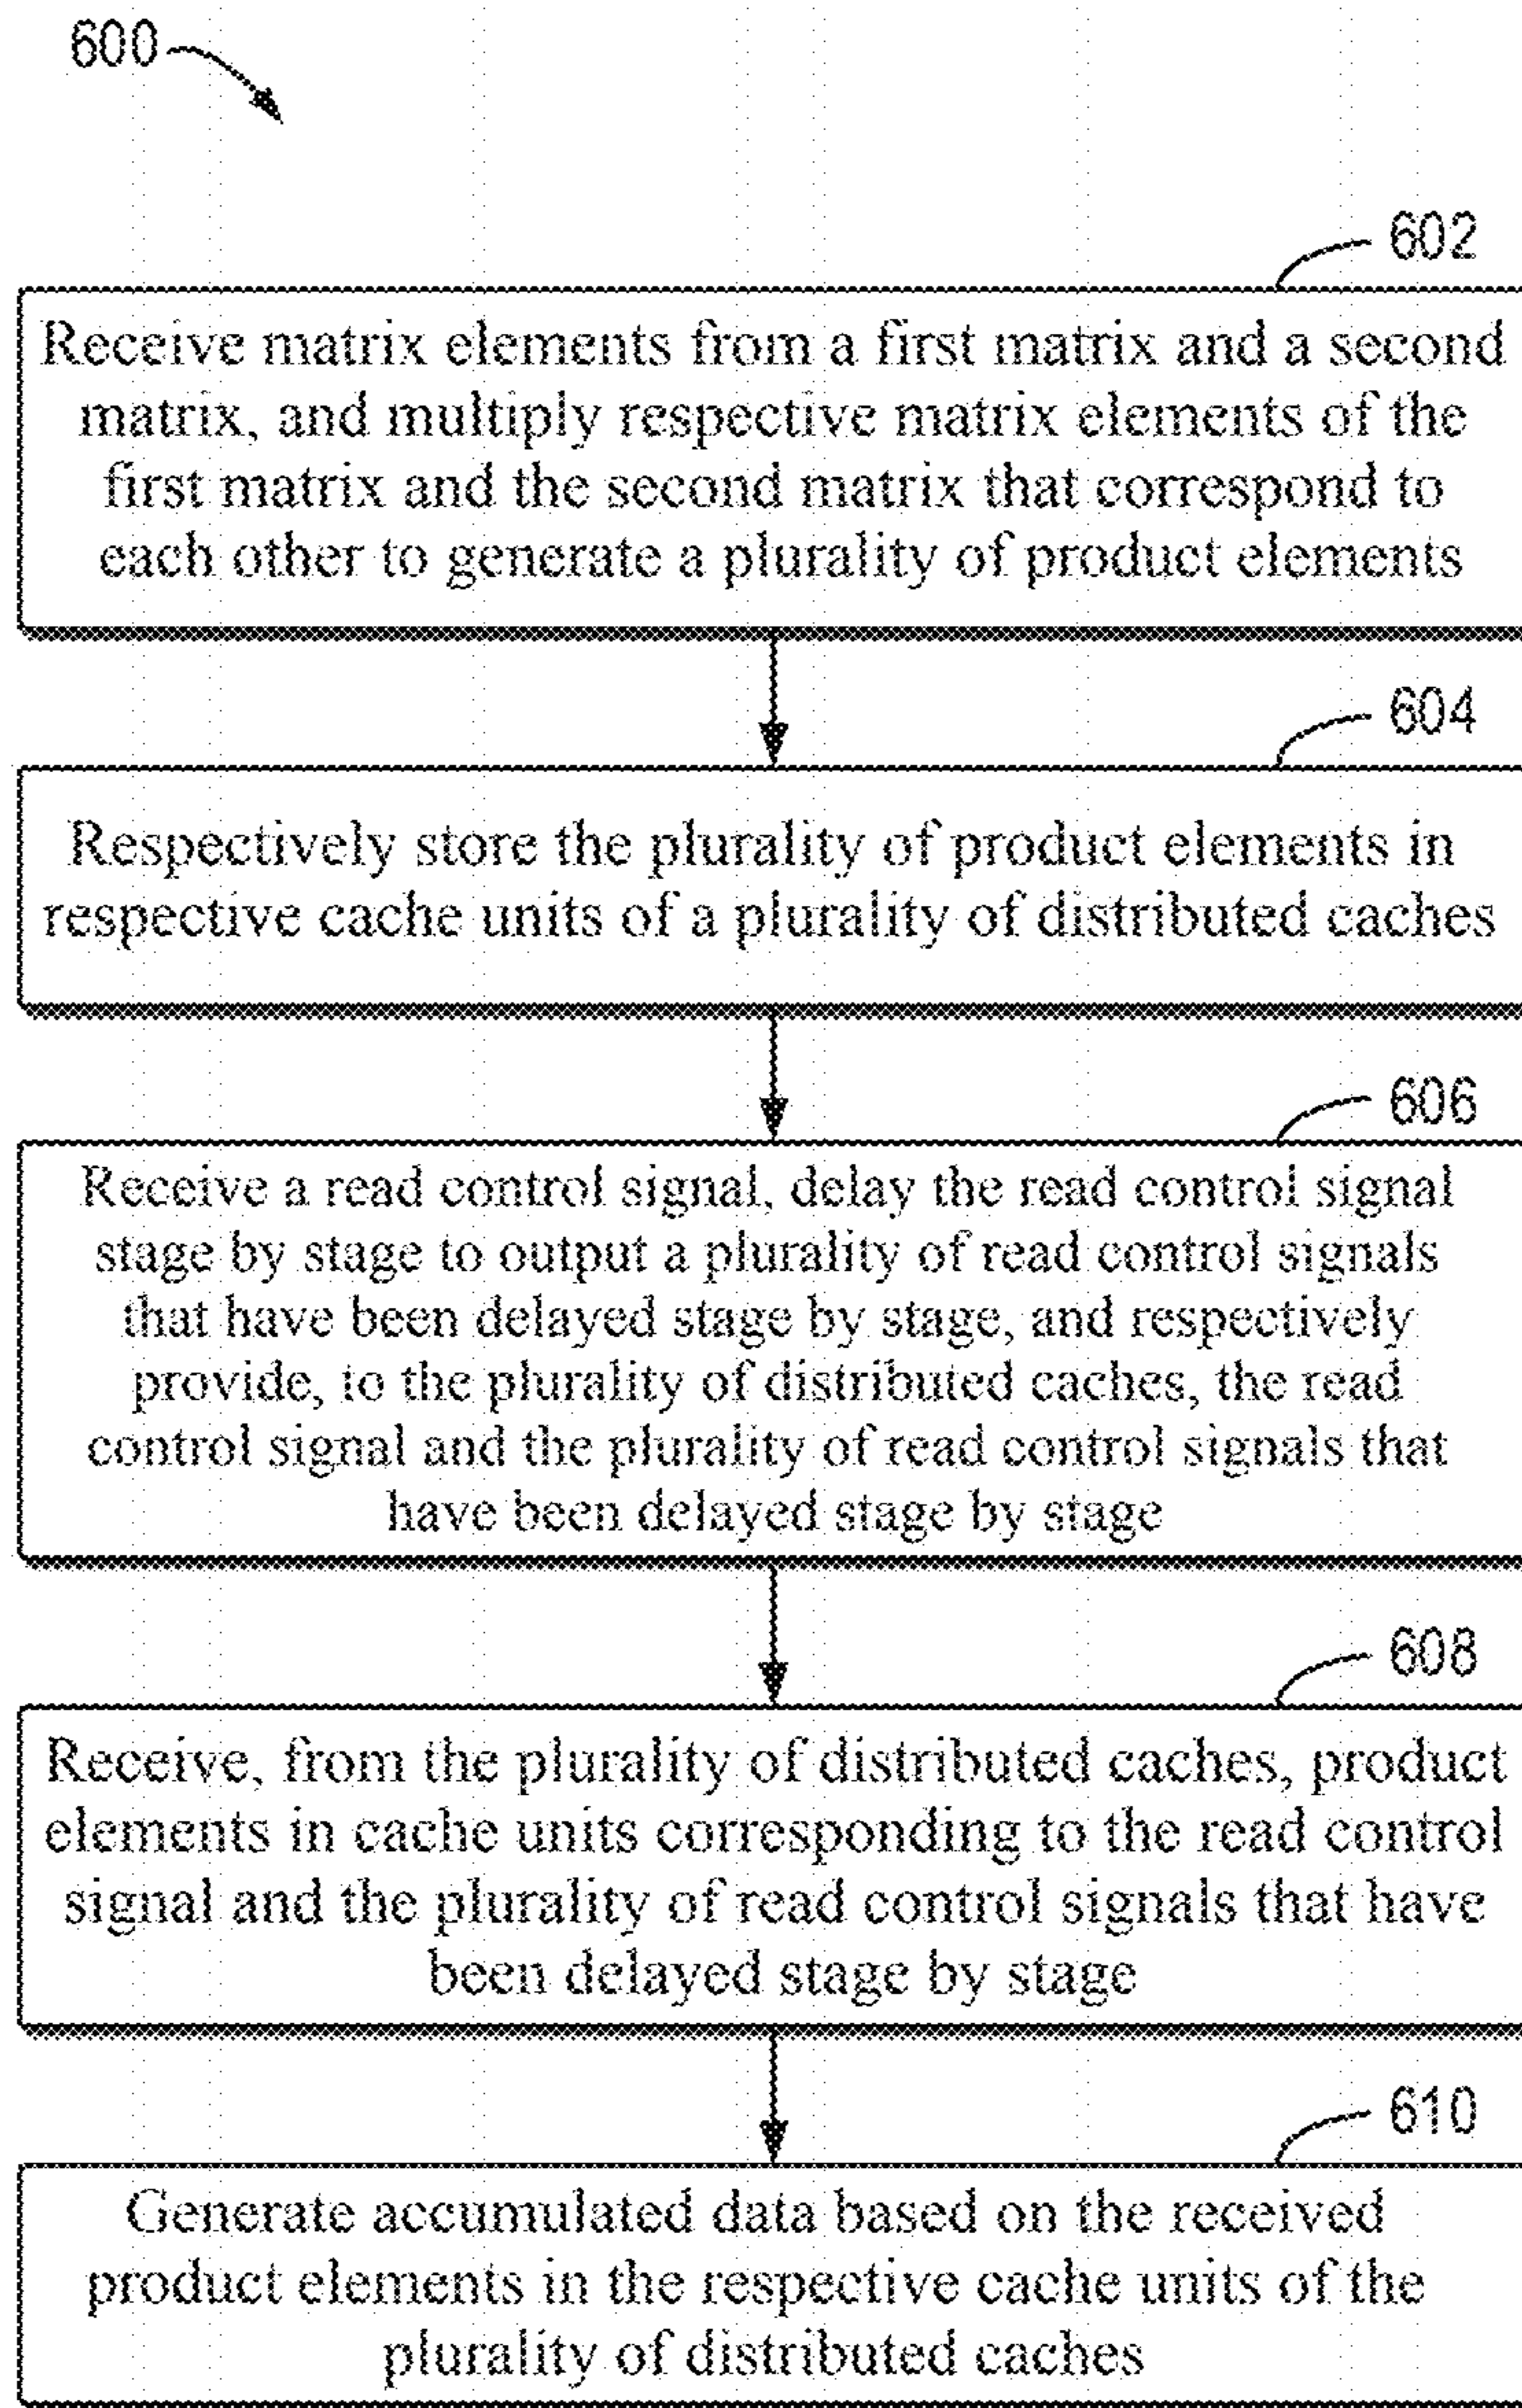 600
602
Receive matrix elements from a first matrix and a second
matrix, and multiply respective matrix elements of the
first matrix and the second matrix that correspond to
each other to generate a plurality of product elements
604
Respectively store the plurality of product elements in
respective cache units of a plurality of distributed caches
606
Receive a read control signal, delay the read control signal
stage by stage to output a plurality of read control signals
that have been delayed stage by stage, and respectively
provide, to the plurality of distributed caches, the read
control signal and the plurality of read control signals that
have been delayed stage by stage
608
Receive, from the plurality of distributed caches, product
elements in cache units corresponding to the read control
signal and the plurality of read control signals that have
been delayed stage by stage
610
Generate accumulated data based on the received
product elements in the respective cache units of the
plurality of distributed caches